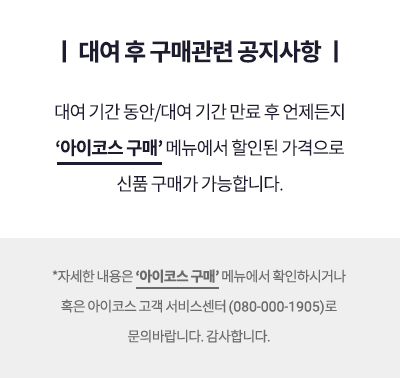 | 대여 후 구매관련 공지사항 |
대여 기간 동안/대여 기간 만료 후 언제든지
‘아이코스 구매’ 메뉴에서 할인된 가격으로
신품 구매가 가능합니다.
*자세한 내용은 ‘아이코스 구매’ 메뉴에서 확인하시거나
혹은 아이코스 고객 서비스센터 (080-000-1905)로
문의바랍니다. 감사합니다.